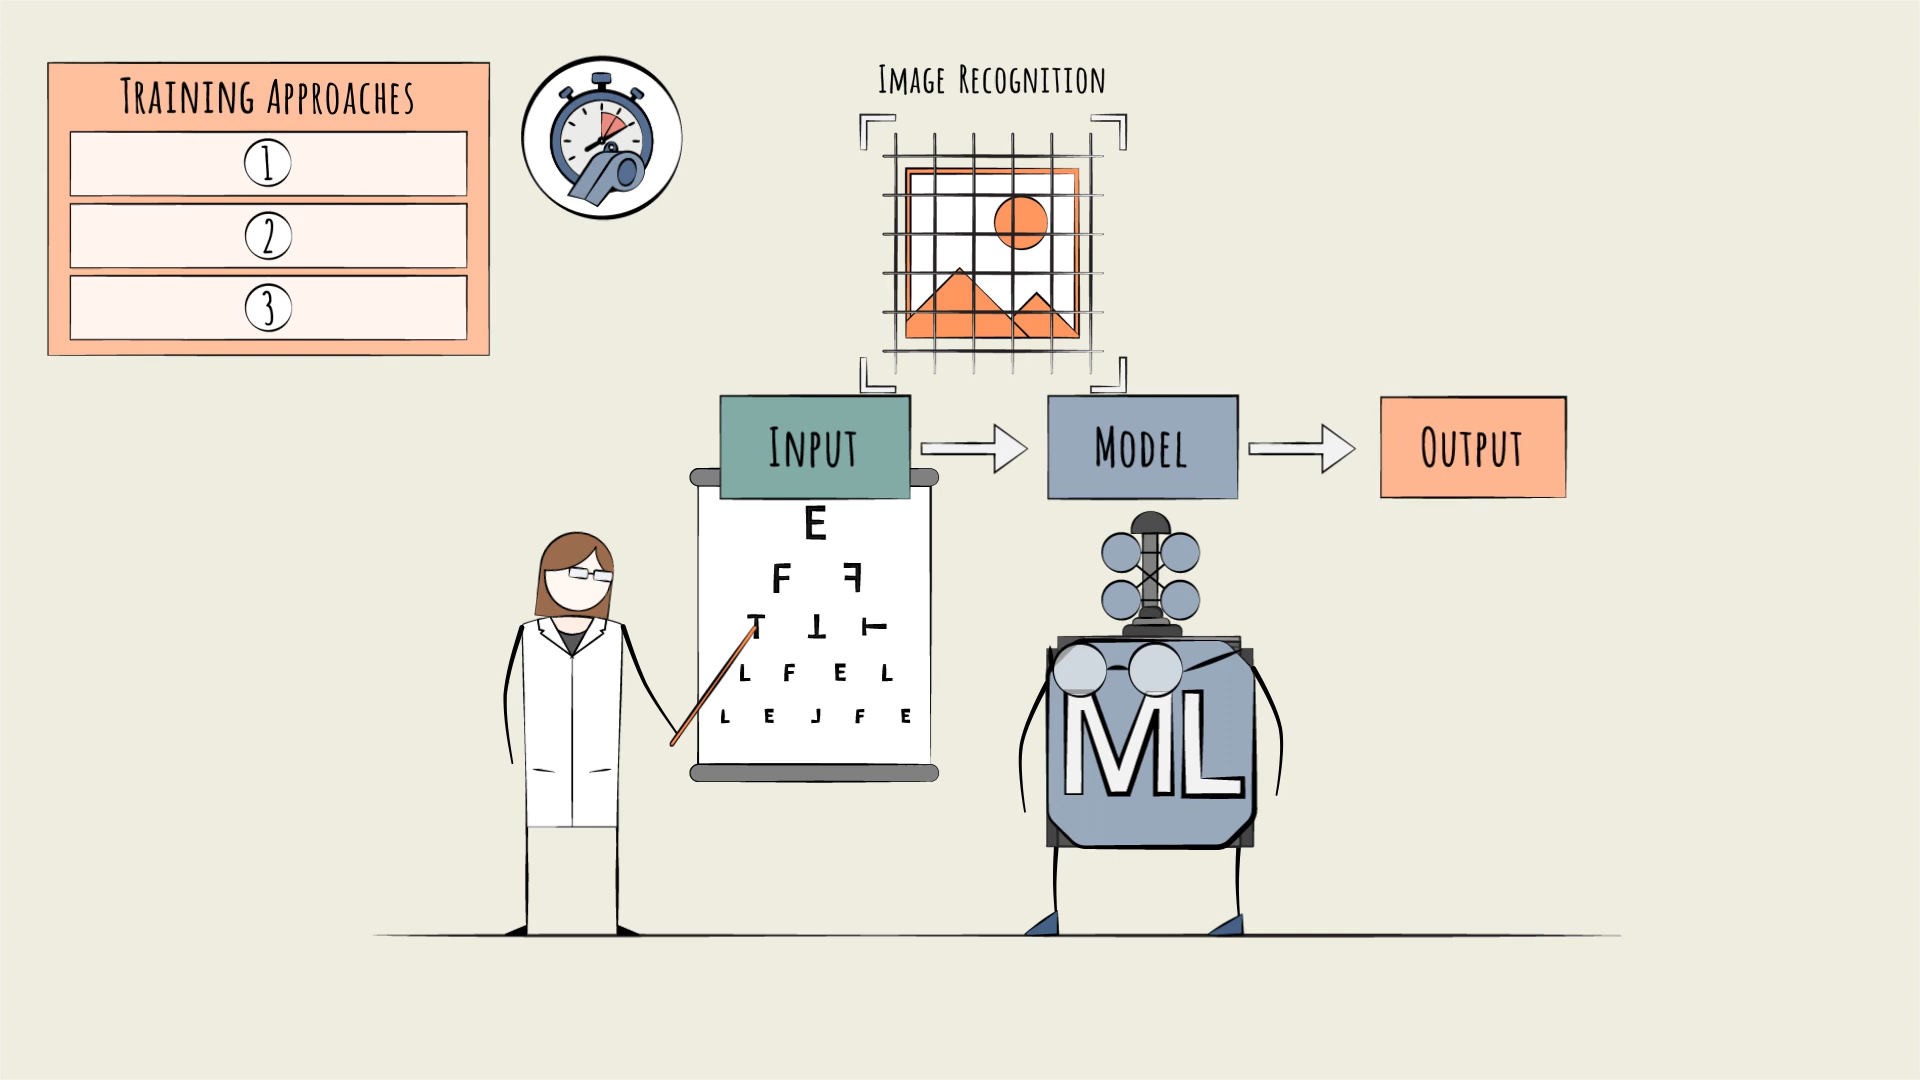 Training Approaches
1
2
3
Image Recognition
Input
Model
Output
E
F F
T T T
L F E L
L E L F E
ML